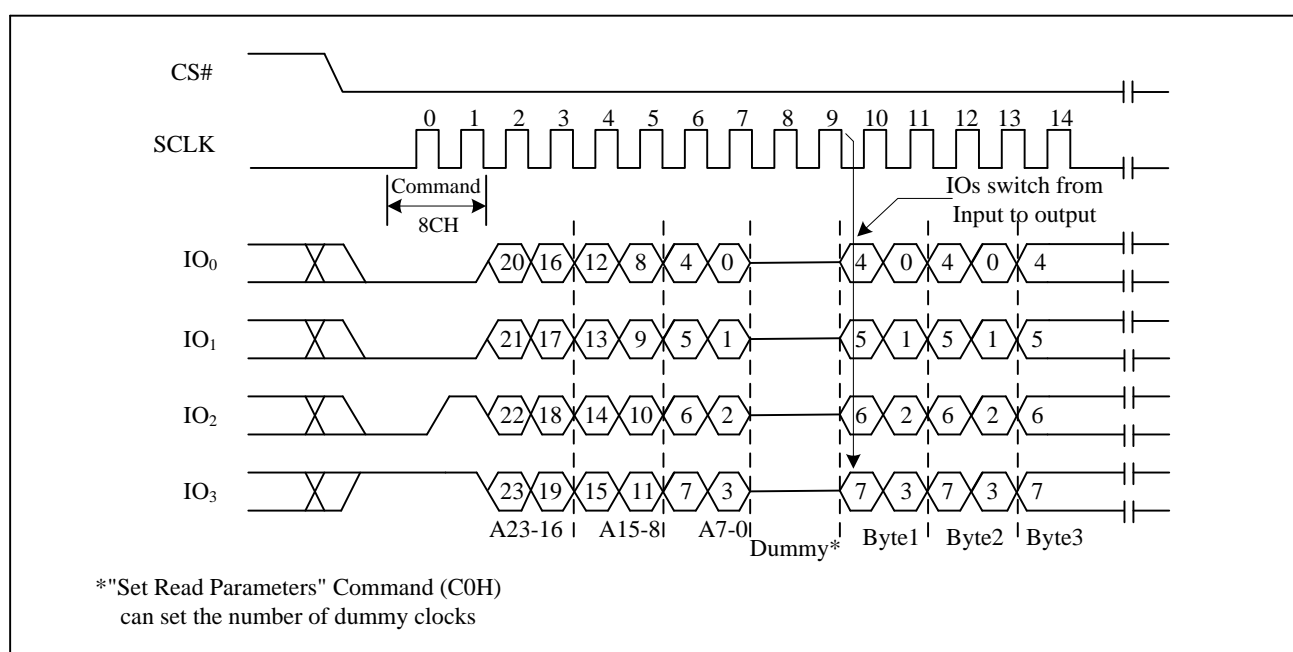 CS#
0 1 2 3 4 5 6 7 8 9 10 11 12 13 14
SCLK
Command
8CH
IOs switch from
Input to output
IO0 20 16 12 8 4 0 4 0 4 0 4
IO1 21 17 13 9 5 1 5 1 5 1 5
IO2 22 18 14 10 6 2 6 2 6 2 6
IO3 23 19 15 11 7 3 7 3 7 3 7
A23-16 A15-8 A7-0 Dummy* Byte1 Byte2 Byte3
*"Set Read Parameters" Command (C0H)
can set the number of dummy clocks